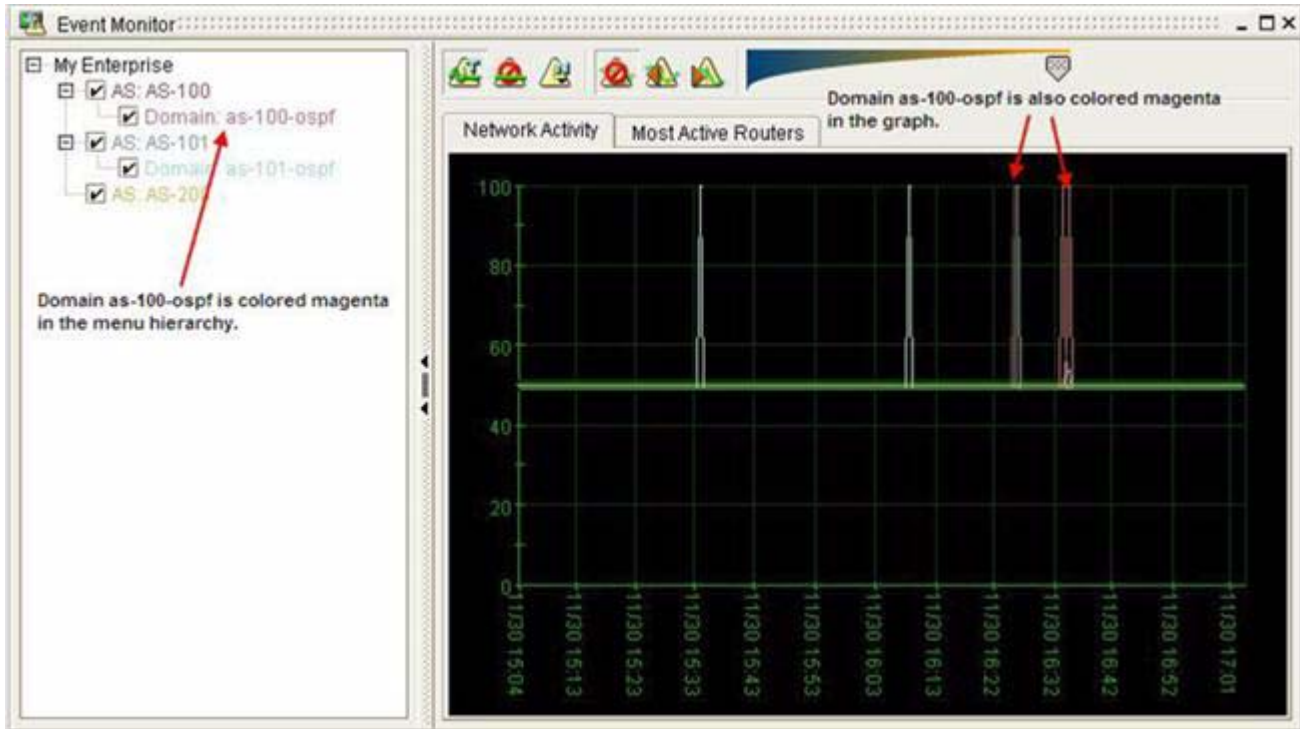 Event Monitor
My Enterprise
AS: AS-100
Domain: as-100-ospf
AS: AS-101
Domain: as-101-ospf
AS: AS-200
Domain as-100-ospf is colored magenta
in the menu hierarchy.
Domain as-100-ospf is also colored magenta
in the graph.
Network Activity
Most Active Routers
100
80
60
40
20
0
11/30 15:04
11/30 15:13
11/30 15:23
11/30 15:33
11/30 15:43
11/30 15:53
11/30 16:03
11/30 16:13
11/30 16:22
11/30 16:32
11/30 16:42
11/30 16:52
11/30 17:01